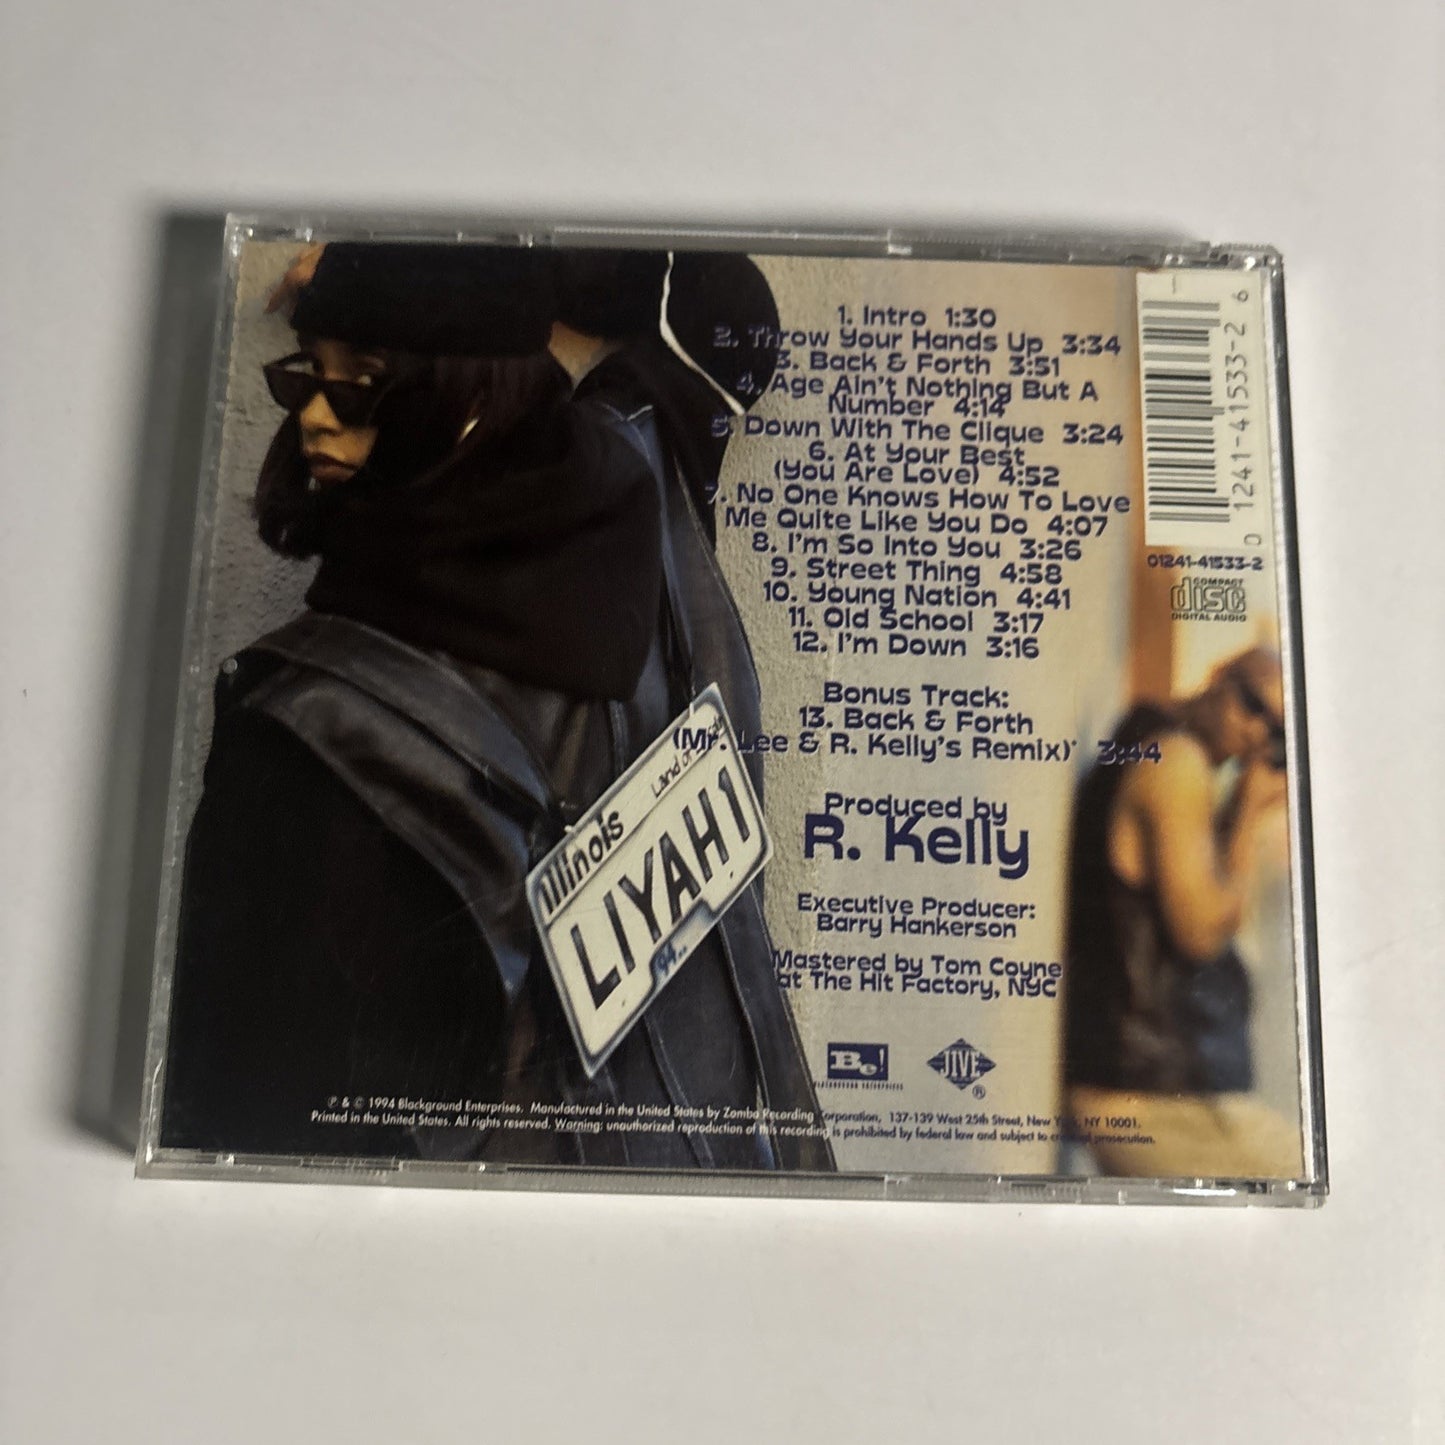 1. Intro 1:30
2. Throw Your Hands Up 3:34
3. Back & Forth 3:51
4. Age Ain't Nothing But A
Number 4:14
5. Down With The Clique 3:24
6. At Your Best
(You Are Love) 4:52
7. No One Knows How To Love
Me Quite Like You Do 4:07
8. I'm So Into You 3:26
9. Street Thing 4:58
10. Young Nation 4:41
11. Old School 3:17
12. I'm Down 3:16
Bonus Track:
13. Back & Forth
(Mr. Lee & R. Kelly's Remix)* 3:44
Produced by
R. Kelly
Executive Producer:
Barry Hankerson
Mastered by Tom Coyne
at The Hit Factory, NYC
Be!
JIVE
®
0 1241-41533-2 6
01241-41533-2
COMPACT
disc
DIGITAL AUDIO
Illinois
Land of
LIYAH 1
94
℗ & © 1994 Blackground Enterprises. Manufactured in the United States by Zomba Recording Corporation, 137-139 West 25th Street, New York, NY 10001.
Printed in the United States. All rights reserved. Warning: unauthorized reproduction of this recording is prohibited by federal law and subject to criminal prosecution.